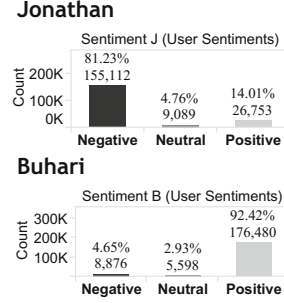 Jonathan
Sentiment J (User Sentiments)
Count
200K
100K
0K
81.23%
155,112
4.76%
9,089
14.01%
26,753
Negative Neutral Positive
Buhari
Sentiment B (User Sentiments)
Count
300K
200K
100K
4.65%
8,876
2.93%
5,598
92.42%
176,480
Negative Neutral Positive